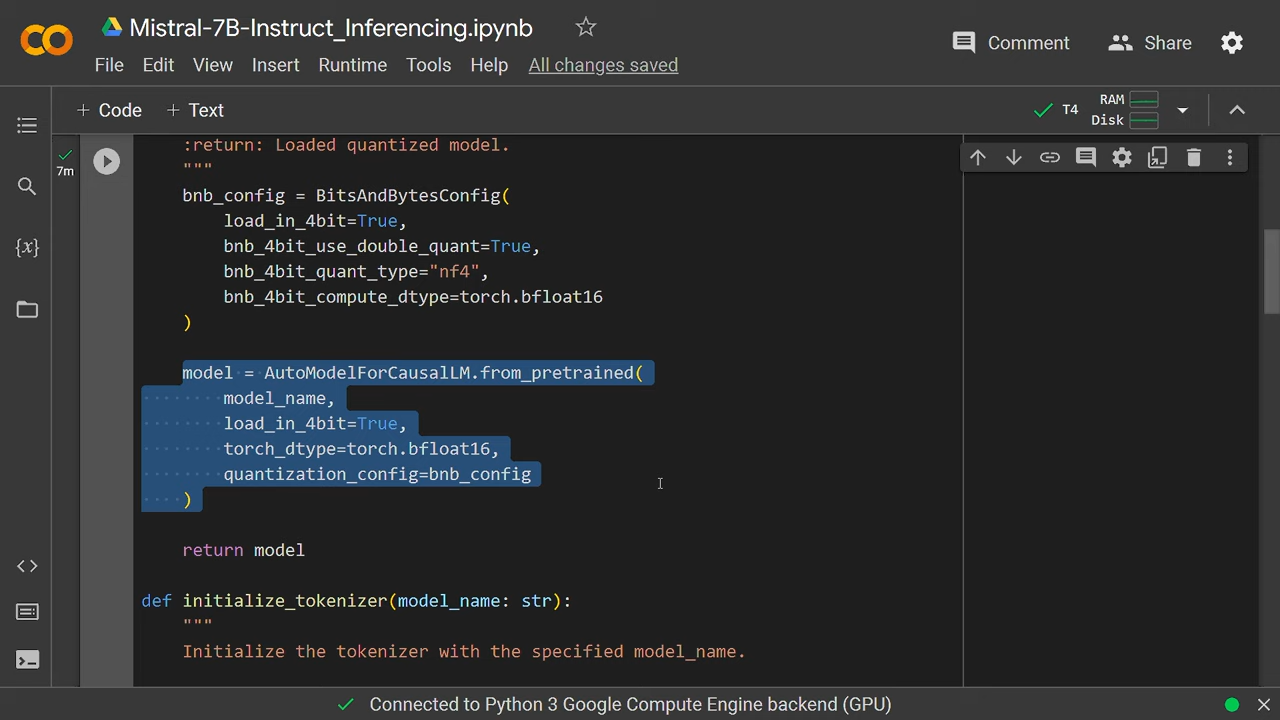 Mistral-7B-Instruct_Inferencing.ipynb
Comment
Share
File Edit View Insert Runtime Tools Help All changes saved
+ Code + Text
T4
RAM
Disk
7m
{x}
:return: Loaded quantized model.
"""
bnb_config = BitsAndBytesConfig(
load_in_4bit=True,
bnb_4bit_use_double_quant=True,
bnb_4bit_quant_type="nf4",
bnb_4bit_compute_dtype=torch.bfloat16
)
model = AutoModelForCausalLM.from_pretrained(
model_name,
load_in_4bit=True,
torch_dtype=torch.bfloat16,
quantization_config=bnb_config
)
return model
def initialize_tokenizer(model_name: str):
"""
Initialize the tokenizer with the specified model_name.
Connected to Python 3 Google Compute Engine backend (GPU)